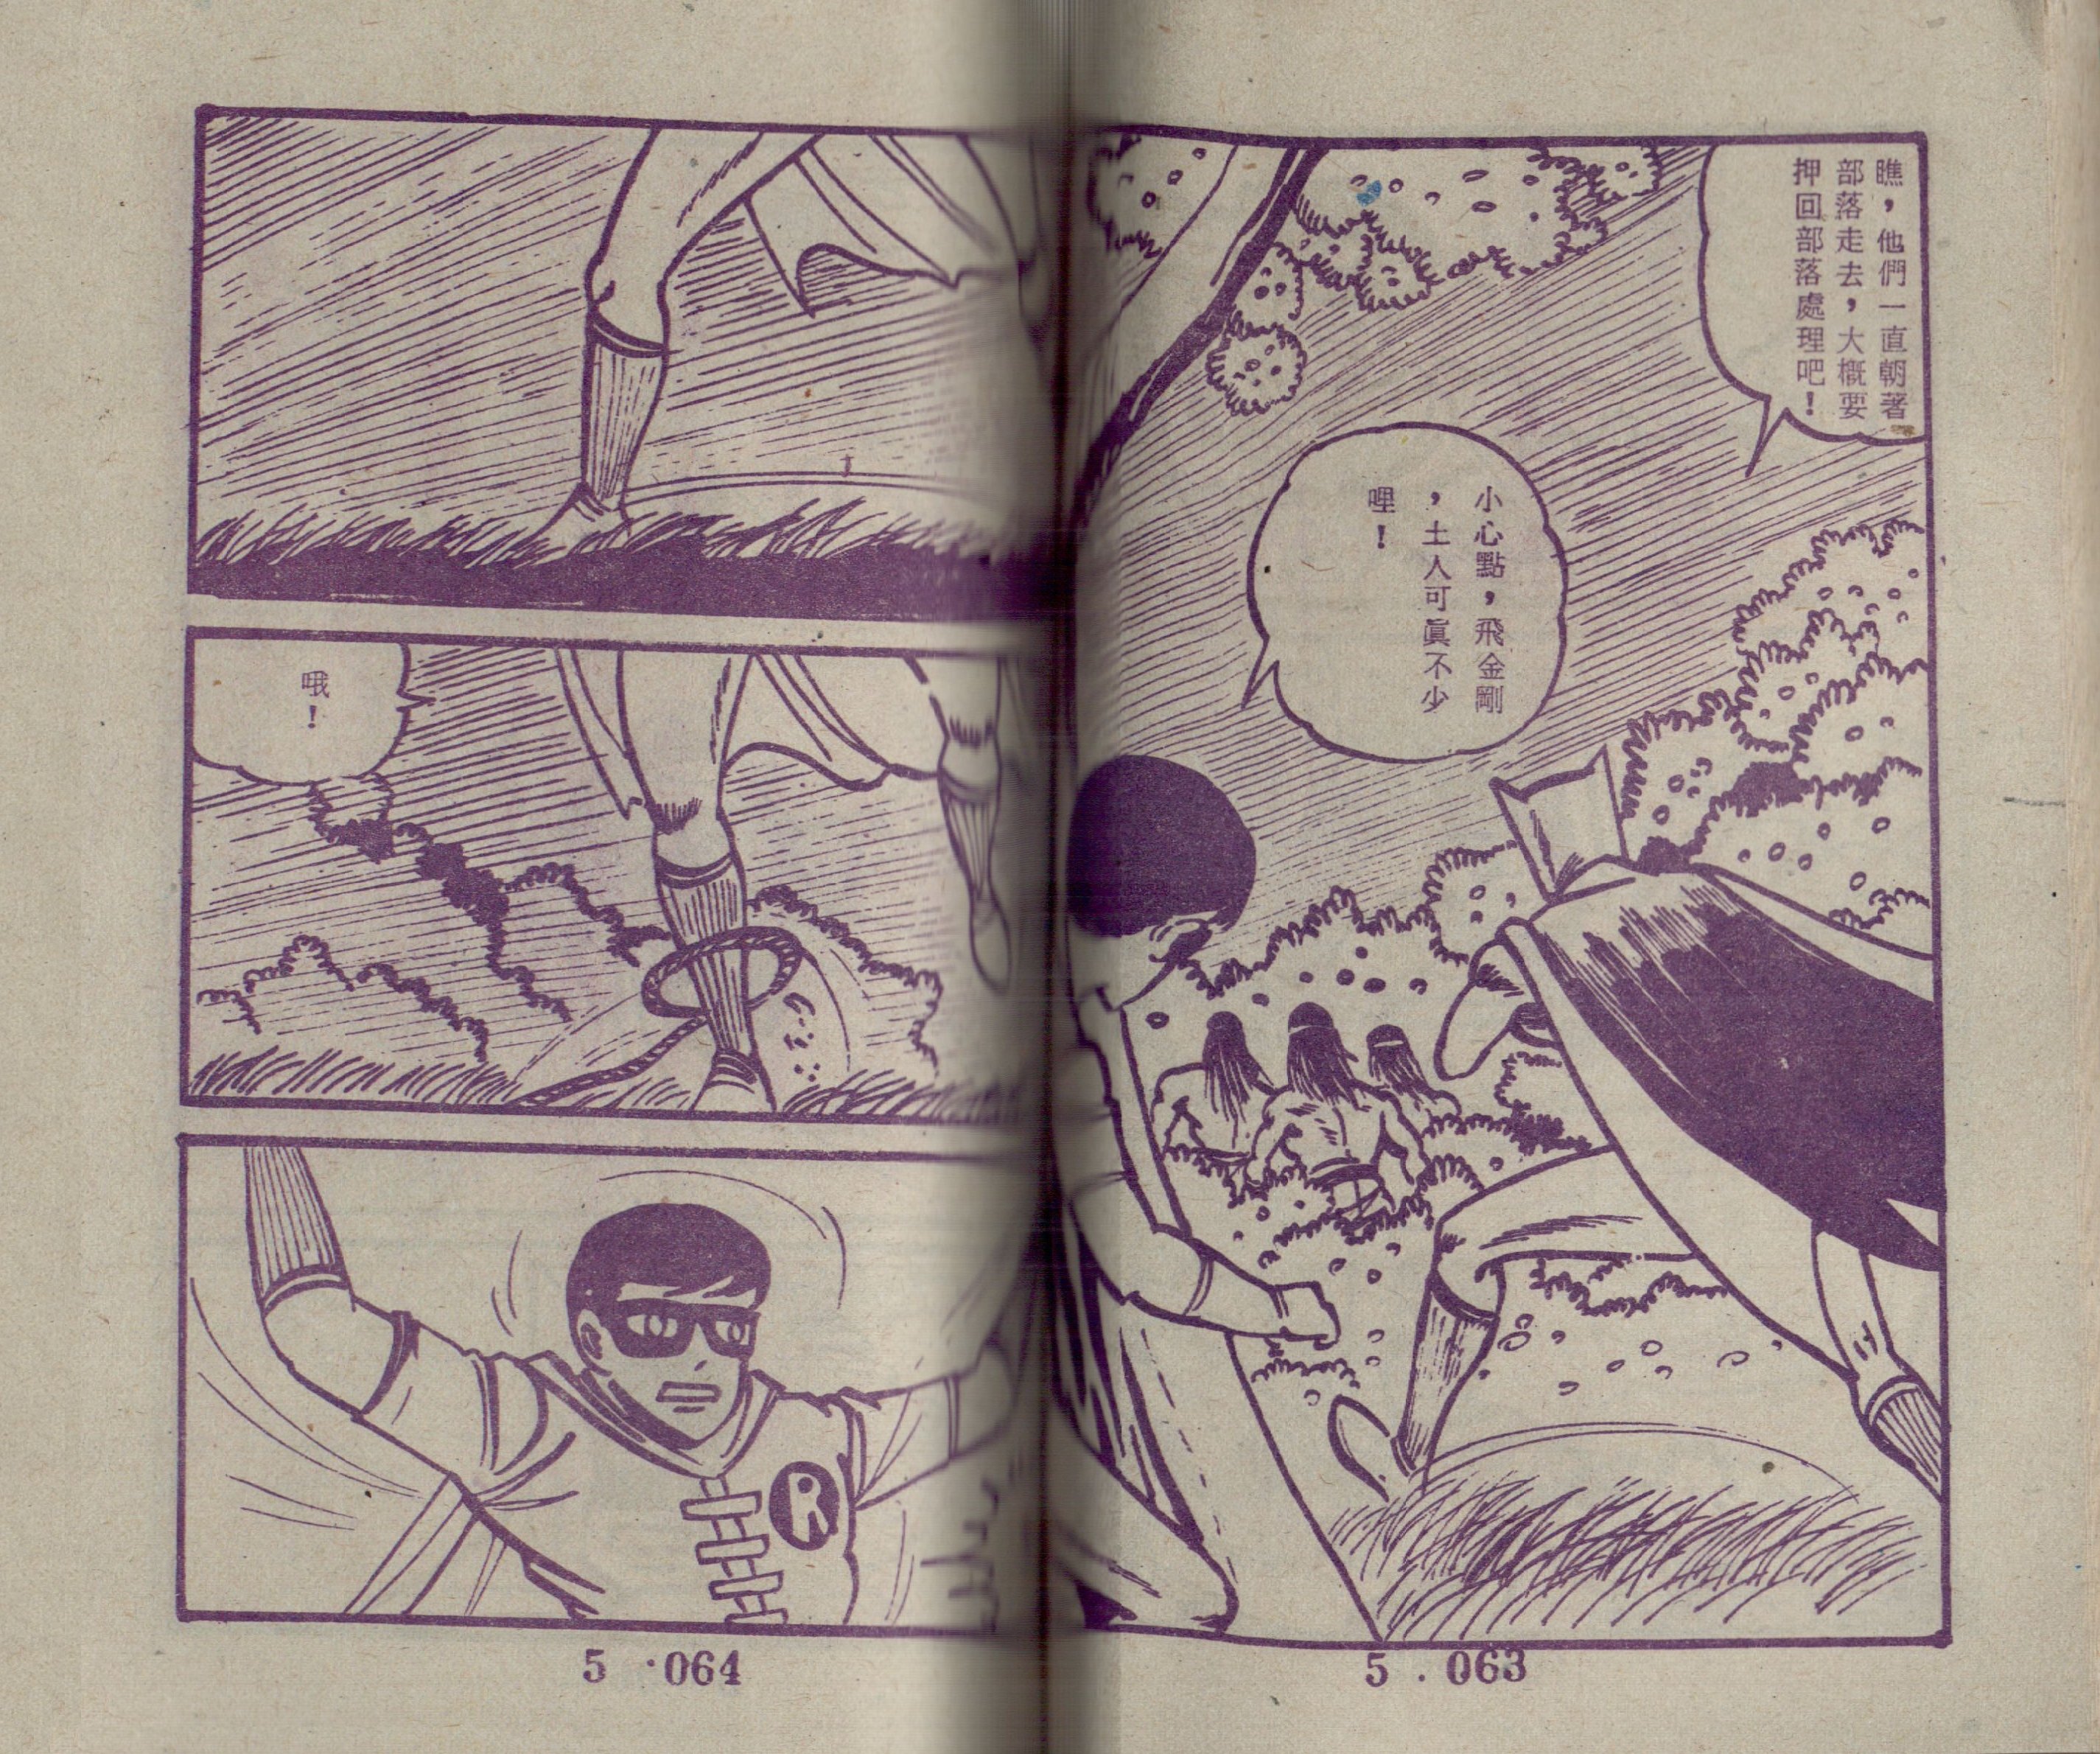 瞧，他們一直朝著
部落走去，大概要
押回部落處理吧！
小心點，飛金剛
，土人可眞不少
哩！
5．063
哦！
R
5 ·064